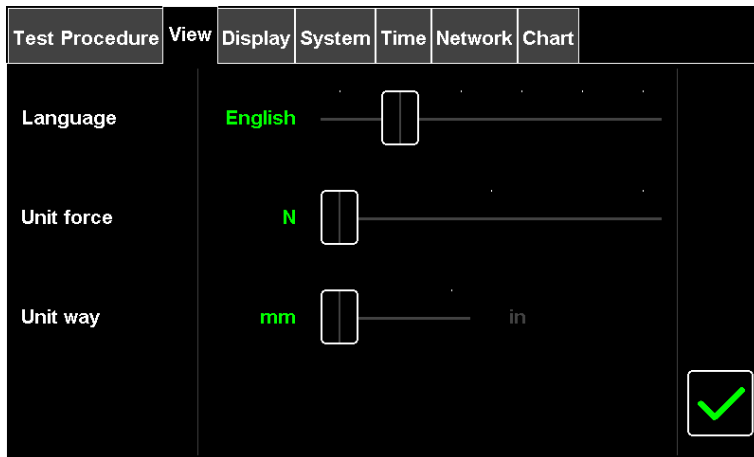 Test Procedure View Display System Time Network Chart
Language English
Unit force N
Unit way mm in